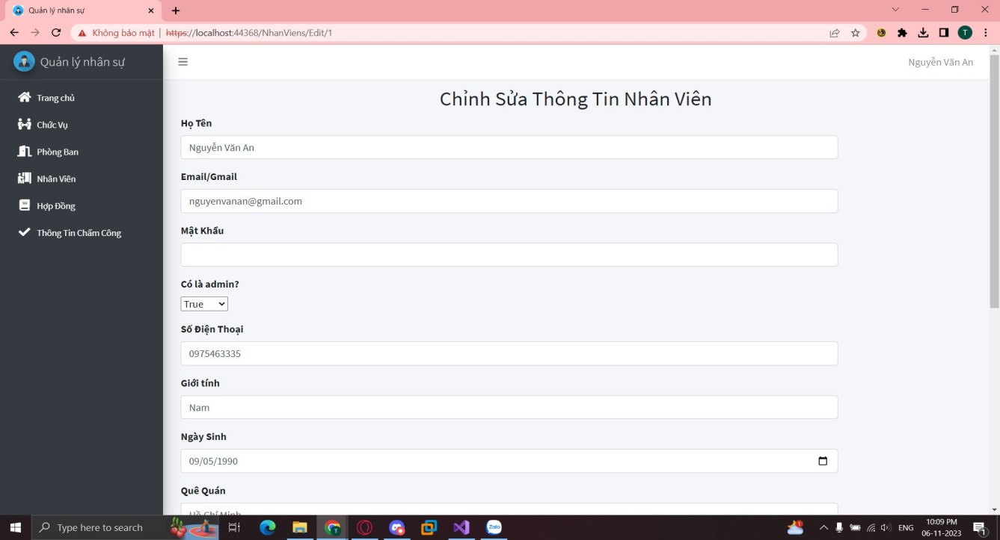 Quản lý nhân sự
Không bảo mật | https://localhost:44368/NhanViens/Edit/1
T
Quản lý nhân sự
Nguyễn Văn An
Trang chủ
Chức Vụ
Phòng Ban
Nhân Viên
Hợp Đồng
Thông Tin Chấm Công
Chỉnh Sửa Thông Tin Nhân Viên
Họ Tên
Nguyễn Văn An
Email/Gmail
nguyenvanan@gmail.com
Mật Khẩu
Có là admin?
True
Số Điện Thoại
0975463335
Giới tính
Nam
Ngày Sinh
09/05/1990
Quê Quán
Hồ Chí Minh
Type here to search
Zalo
ENG
10:09 PM
06-11-2023
1